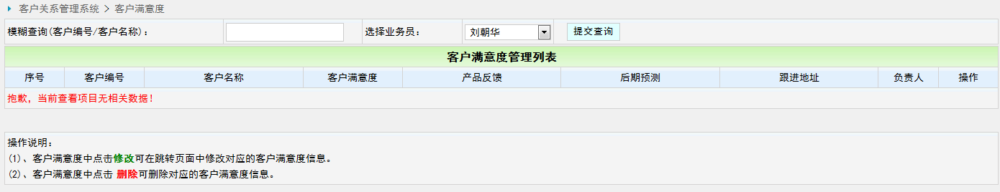 客户关系管理系统 > 客户满意度
模糊查询(客户编号/客户名称): 选择业务员: 刘朝华 提交查询
客户满意度管理列表
序号 客户编号 客户名称 客户满意度 产品反馈 后期预测 跟进地址 负责人 操作
抱歉,当前查看项目无相关数据!
操作说明:
(1)、客户满意度中点击修改可在跳转页面中修改对应的客户满意度信息。
(2)、客户满意度中点击 删除可删除对应的客户满意度信息。